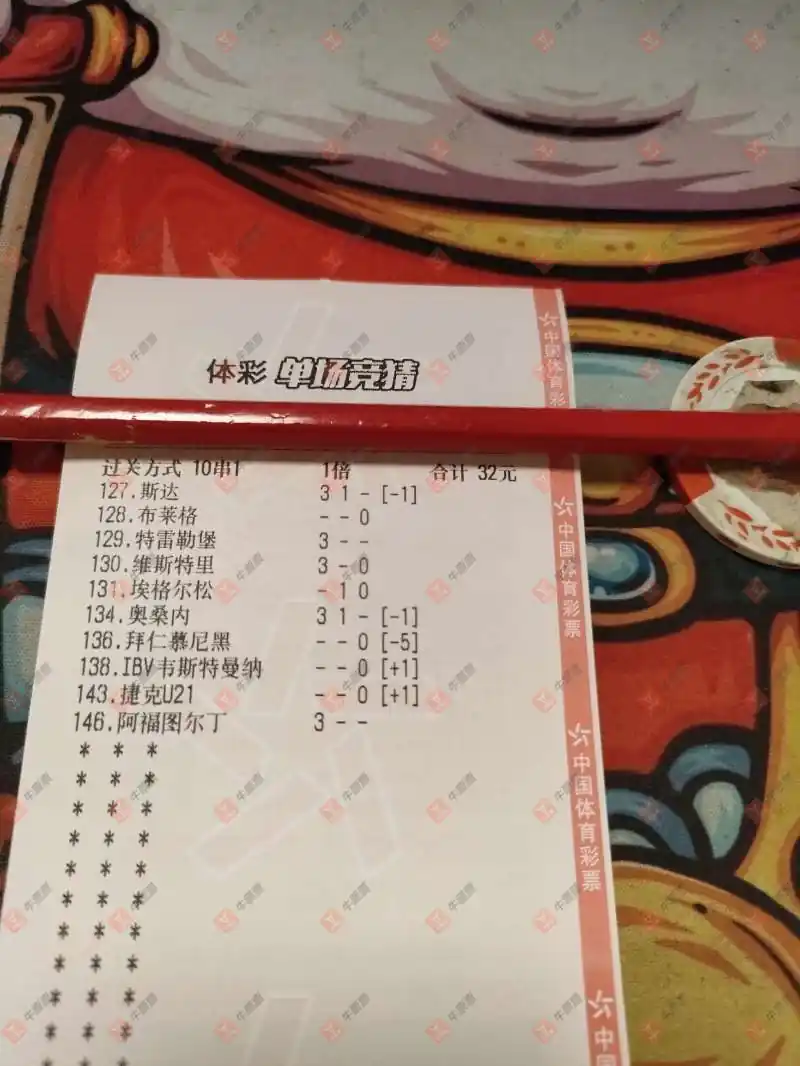 体彩 单场竞猜
过关方式 10串1 1倍 合计 32元
127.斯达 3 1 - [-1]
128.布莱格 - - 0
129.特雷勒堡 3 - -
130.维斯特里 3 - 0
131.埃格尔松 - 1 0
134.奥桑内 3 1 - [-1]
136.拜仁慕尼黑 - - 0 [-5]
138.IBV韦斯特曼纳 - - 0 [+1]
143.捷克U21 - - 0 [+1]
146.阿福图尔丁 3 - -
* * *
* * *
* * *
* * *
* * *
* * *
* * *
* * *
* * *
* * *
* * *
* * *
中国体育彩
中国体育彩票
中国体育彩票
中国